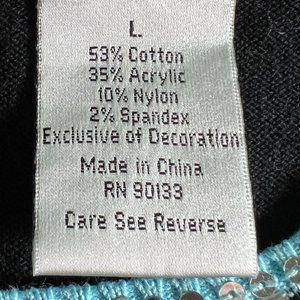 L
53% Cotton
35% Acrylic
10% Nylon
2% Spandex
Exclusive of Decoration
Made in China
RN 90133
Care See Reverse